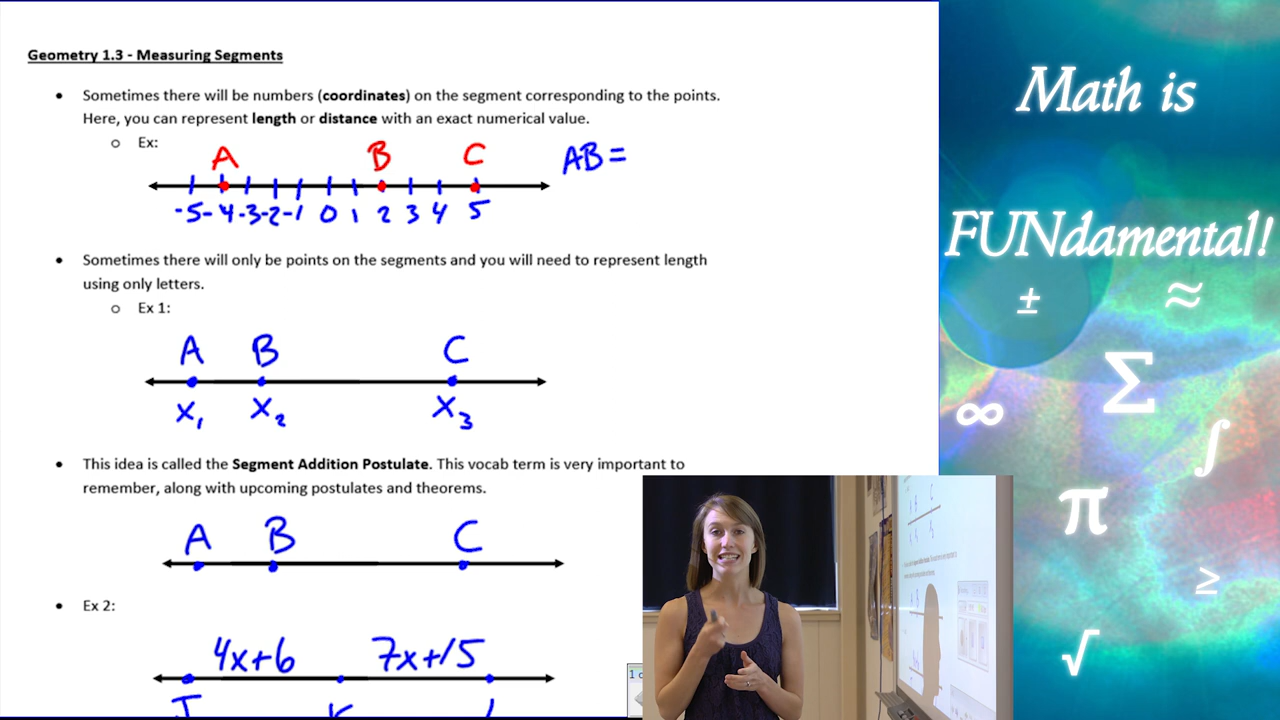 Geometry 1.3 - Measuring Segments
• Sometimes there will be numbers (coordinates) on the segment corresponding to the points.
Here, you can represent length or distance with an exact numerical value.
o Ex:
A B C
AB =
-5 -4 -3 -2 -1 0 1 2 3 4 5
• Sometimes there will only be points on the segments and you will need to represent length
using only letters.
o Ex 1:
A B C
x₁ x₂ x₃
• This idea is called the Segment Addition Postulate. This vocab term is very important to
remember, along with upcoming postulates and theorems.
A B C
• Ex 2:
4x+6 7x+15
Math is
FUNdamental!
± ≈
Σ
∞
∫
π
≥
√